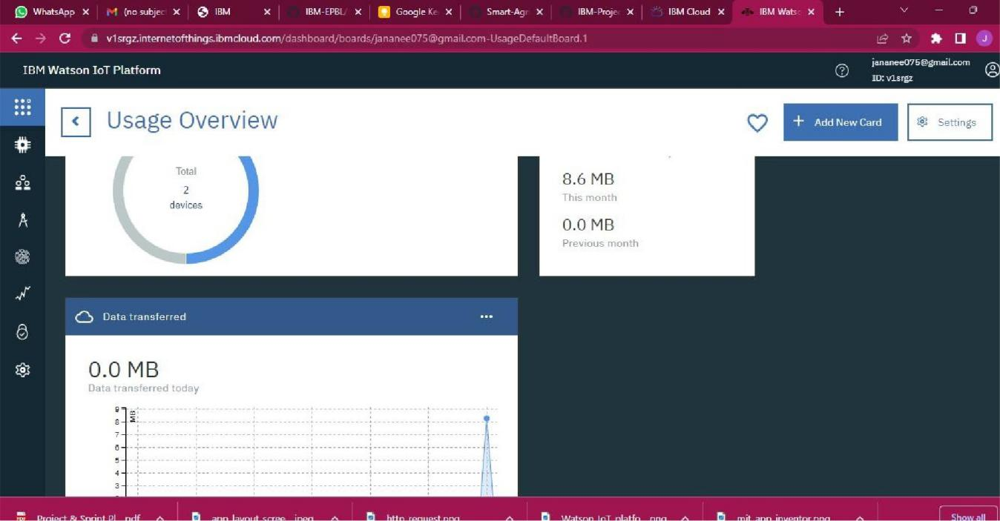 WhatsApp
(no subject
IBM
IBM-EPBL/
Google Ke
Smart-Agr
IBM-Projec
IBM Cloud
IBM Watso
v1srgz.internetofthings.ibmcloud.com/dashboard/boards/jananee075@gmail.com-UsageDefaultBoard.1
J
IBM Watson IoT Platform
jananee075@gmail.com
ID: v1srgz
Usage Overview
+ Add New Card
Settings
Total
2
devices
8.6 MB
This month
0.0 MB
Previous month
Data transferred
0.0 MB
Data transferred today
MB
9
8
7
6
5
4
3
Project & Sprint Pl....pdf
app layout scree....jpeg
http request.png
Watson IoT platfo....png
mit app inventor.png
Show all